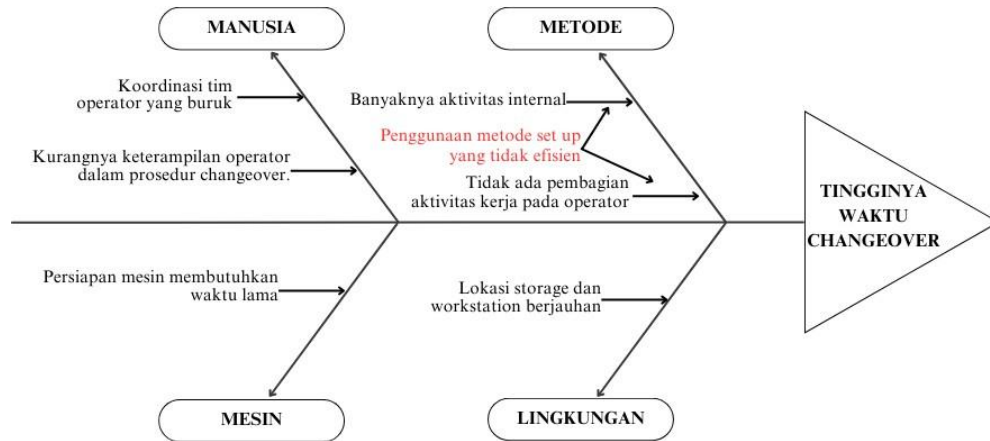 MANUSIA
METODE
Koordinasi tim
operator yang buruk
Banyaknya aktivitas internal
Penggunaan metode set up
yang tidak efisien
Kurangnya keterampilan operator
dalam prosedur changeover.
Tidak ada pembagian
aktivitas kerja pada operator
TINGGINYA
WAKTU
CHANGEOVER
Persiapan mesin membutuhkan
waktu lama
Lokasi storage dan
workstation berjauhan
MESIN
LINGKUNGAN